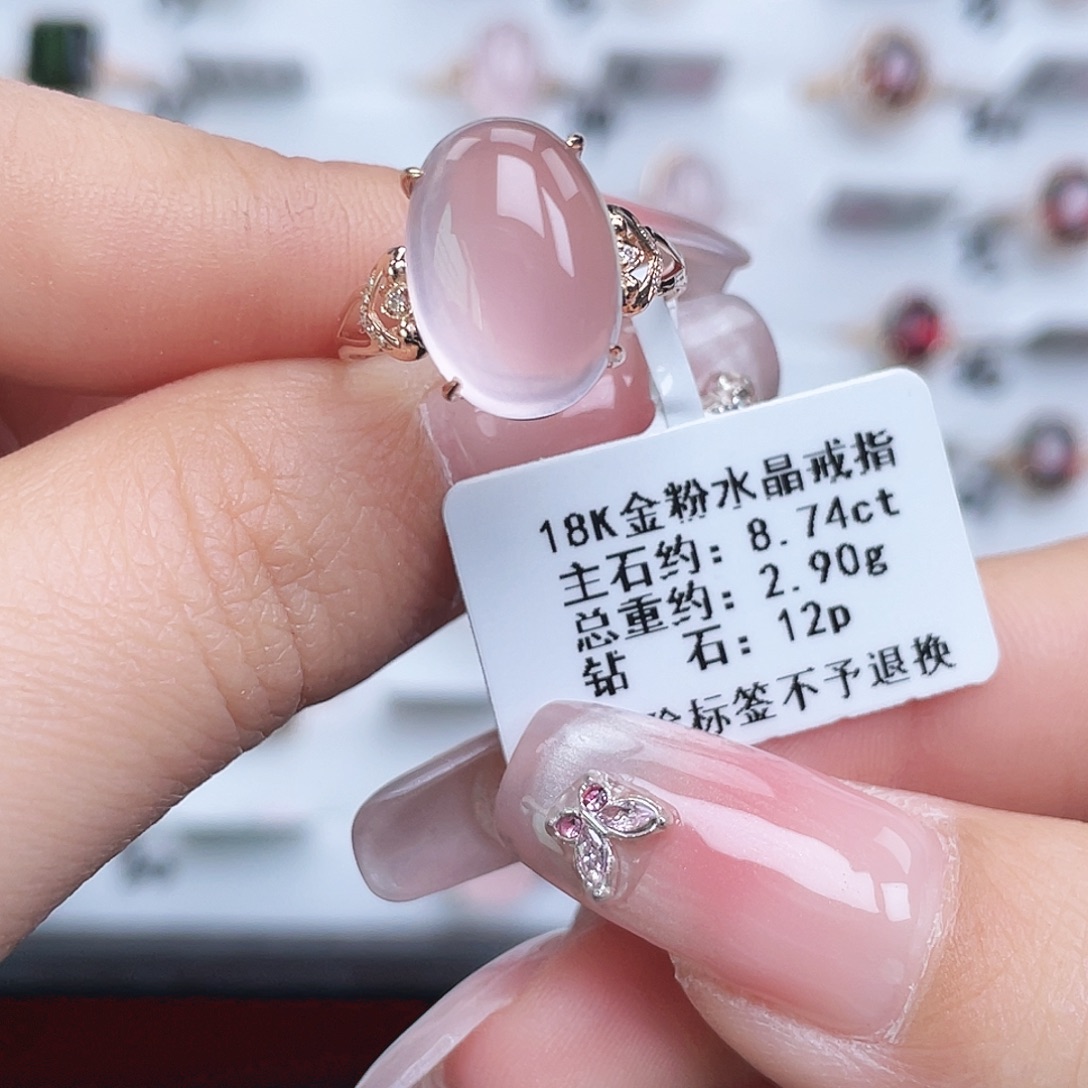 18K金粉水晶戒指
主石约：8.74ct
总重约：2.90g
钻 石：12p
标签不予退换